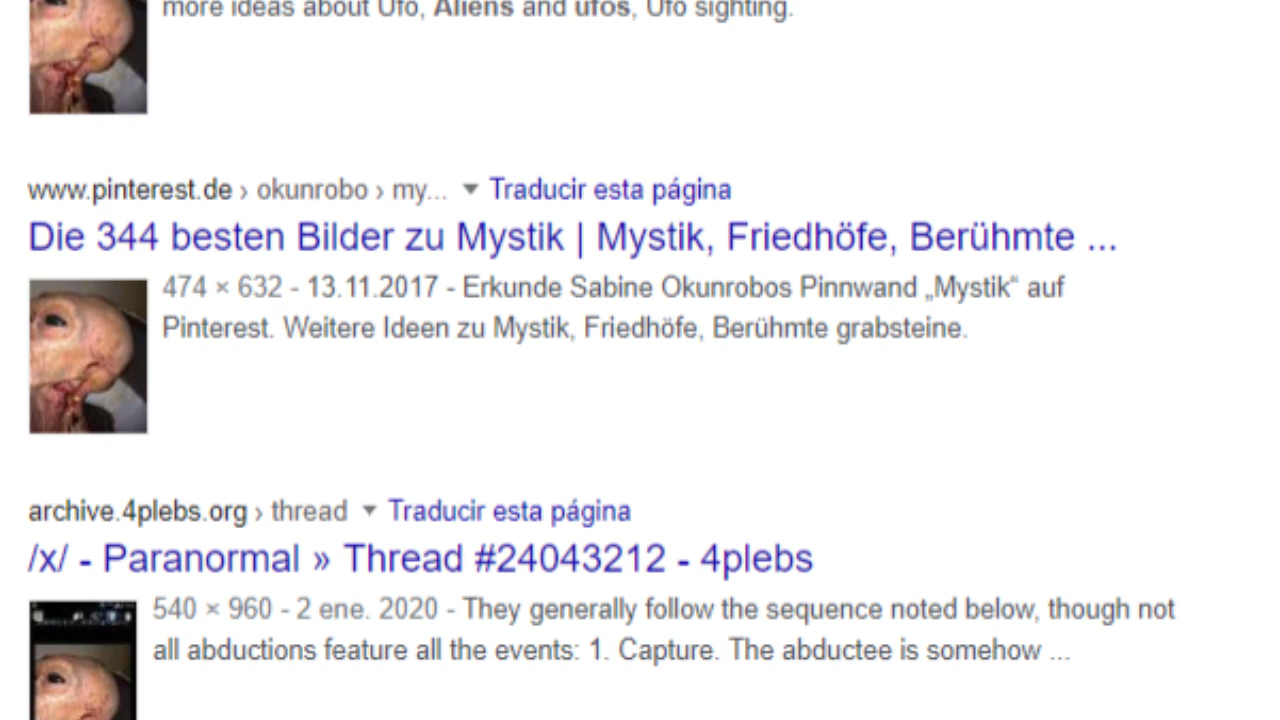 more ideas about Ufo, Aliens and ufos, Ufo sighting.
www.pinterest.de › okunrobo › my... ▼ Traducir esta página
Die 344 besten Bilder zu Mystik | Mystik, Friedhöfe, Berühmte ...
474 × 632 - 13.11.2017 - Erkunde Sabine Okunrobos Pinnwand „Mystik“ auf
Pinterest. Weitere Ideen zu Mystik, Friedhöfe, Berühmte grabsteine.
archive.4plebs.org › thread ▼ Traducir esta página
/x/ - Paranormal » Thread #24043212 - 4plebs
540 × 960 - 2 ene. 2020 - They generally follow the sequence noted below, though not
all abductions feature all the events: 1. Capture. The abductee is somehow ...